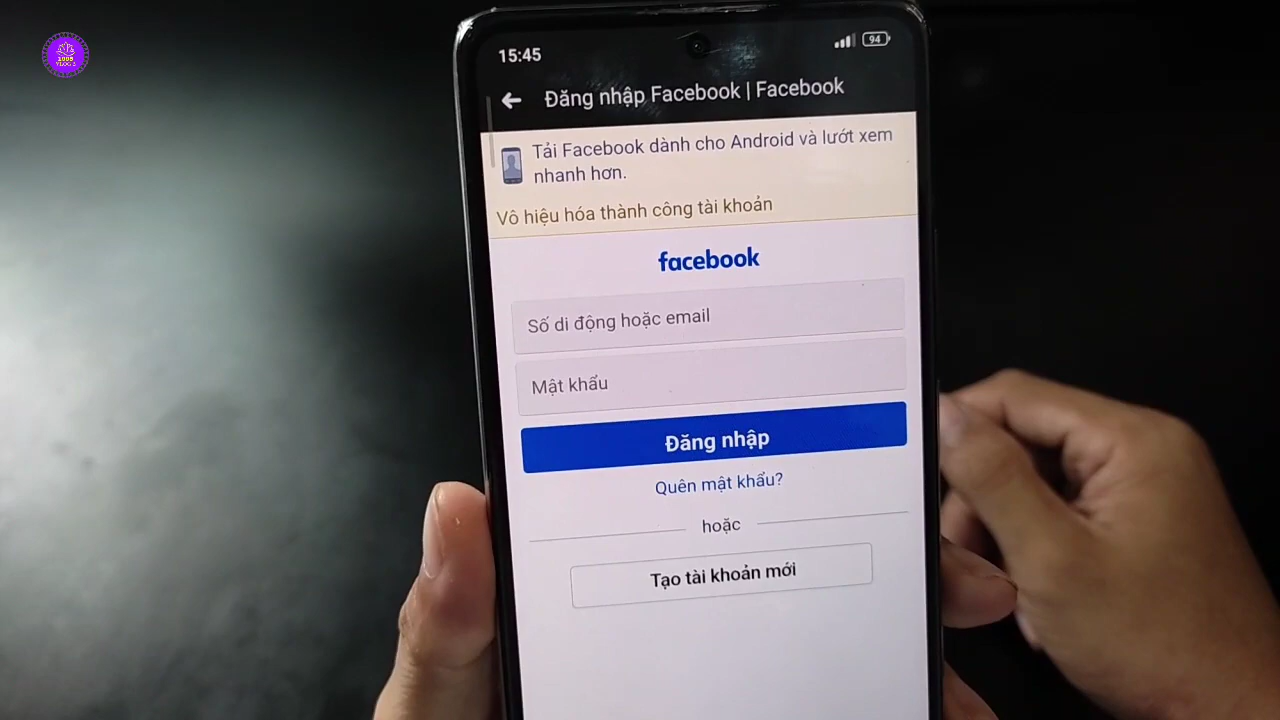 1995
VLOG S
15:45
94
Đăng nhập Facebook | Facebook
Tải Facebook dành cho Android và lướt xem
nhanh hơn.
Vô hiệu hóa thành công tài khoản
facebook
Số di động hoặc email
Mật khẩu
Đăng nhập
Quên mật khẩu?
hoặc
Tạo tài khoản mới